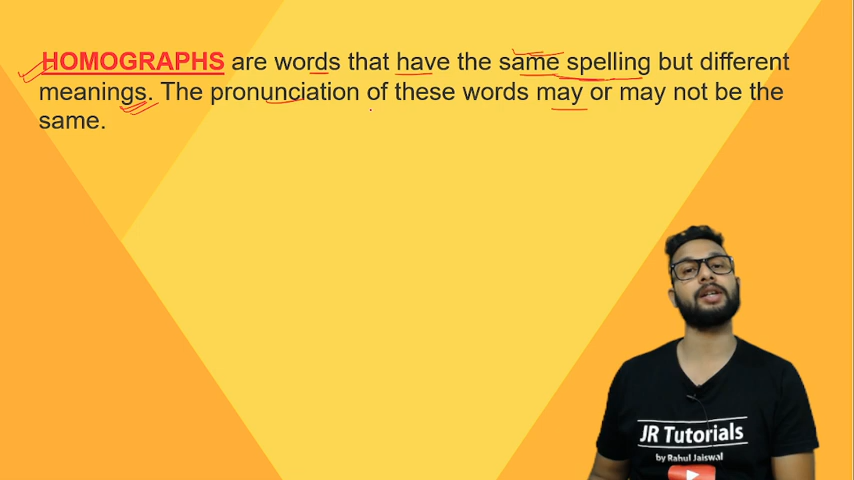 HOMOGRAPHS are words that have the same spelling but different
meanings. The pronunciation of these words may or may not be the
same.
JR Tutorials
by Rahul Jaiswal